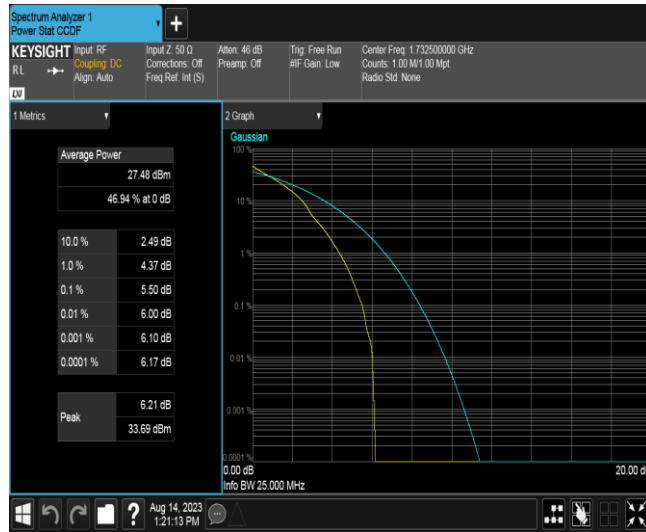 Spectrum Analyzer 1
Power Stat CCDF
KEYSIGHT
RL
LXI
Input: RF
Coupling: DC
Align: Auto
Input Z: 50 Ω
Corrections: Off
Freq Ref: Int (S)
Atten: 46 dB
Preamp: Off
Trig: Free Run
#IF Gain: Low
Center Freq: 1.732500000 GHz
Counts: 1.00 M/1.00 Mpt
Radio Std: None
1 Metrics
Average Power
27.48 dBm
46.94 % at 0 dB
10.0 % 2.49 dB
1.0 % 4.37 dB
0.1 % 5.50 dB
0.01 % 6.00 dB
0.001 % 6.10 dB
0.0001 % 6.17 dB
Peak
6.21 dB
33.69 dBm
2 Graph
Gaussian
100 %
10 %
1 %
0.1 %
0.01 %
0.001 %
0.0001 %
0.00 dB
20.00 d
Info BW 25.000 MHz
?
Aug 14, 2023
1:21:13 PM